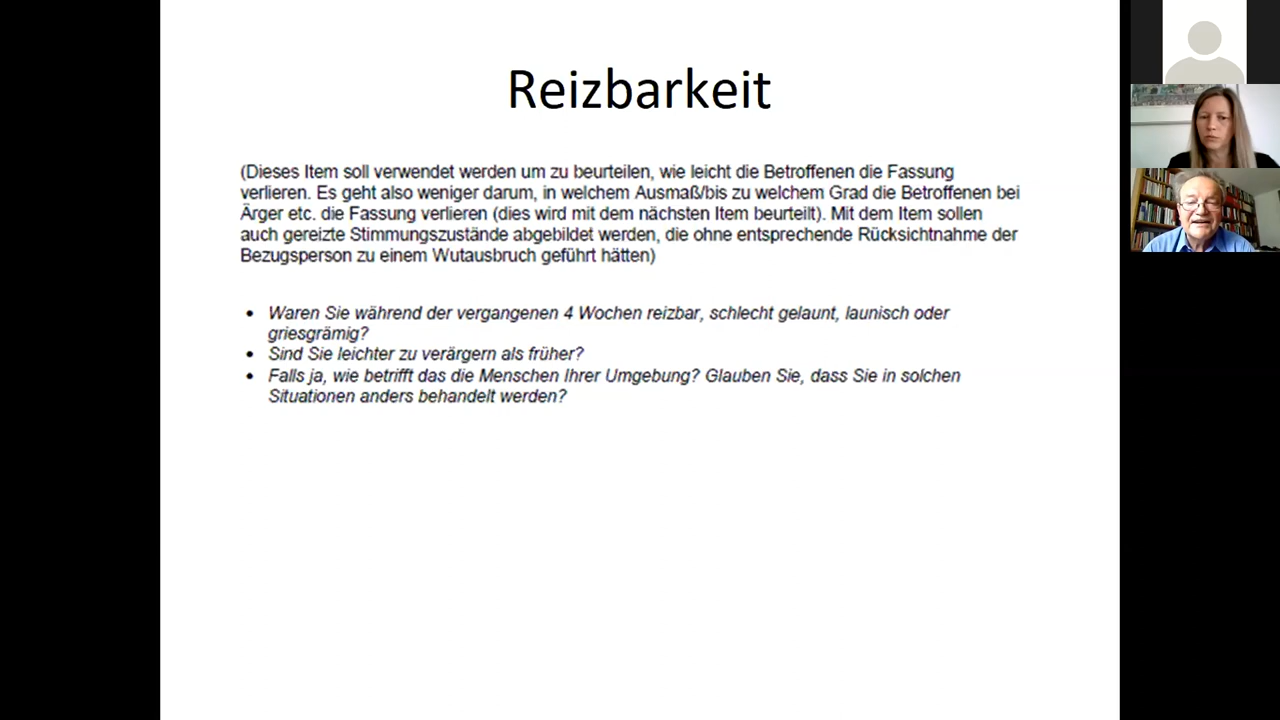 Reizbarkeit
(Dieses Item soll verwendet werden um zu beurteilen, wie leicht die Betroffenen die Fassung
verlieren. Es geht also weniger darum, in welchem Ausmaß/bis zu welchem Grad die Betroffenen bei
Ärger etc. die Fassung verlieren (dies wird mit dem nächsten Item beurteilt). Mit dem Item sollen
auch gereizte Stimmungszustände abgebildet werden, die ohne entsprechende Rücksichtnahme der
Bezugsperson zu einem Wutausbruch geführt hätten)
• Waren Sie während der vergangenen 4 Wochen reizbar, schlecht gelaunt, launisch oder
griesgrämig?
• Sind Sie leichter zu verärgern als früher?
• Falls ja, wie betrifft das die Menschen Ihrer Umgebung? Glauben Sie, dass Sie in solchen
Situationen anders behandelt werden?